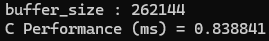 buffer_size : 262144
C Performance (ms) = 0.838841